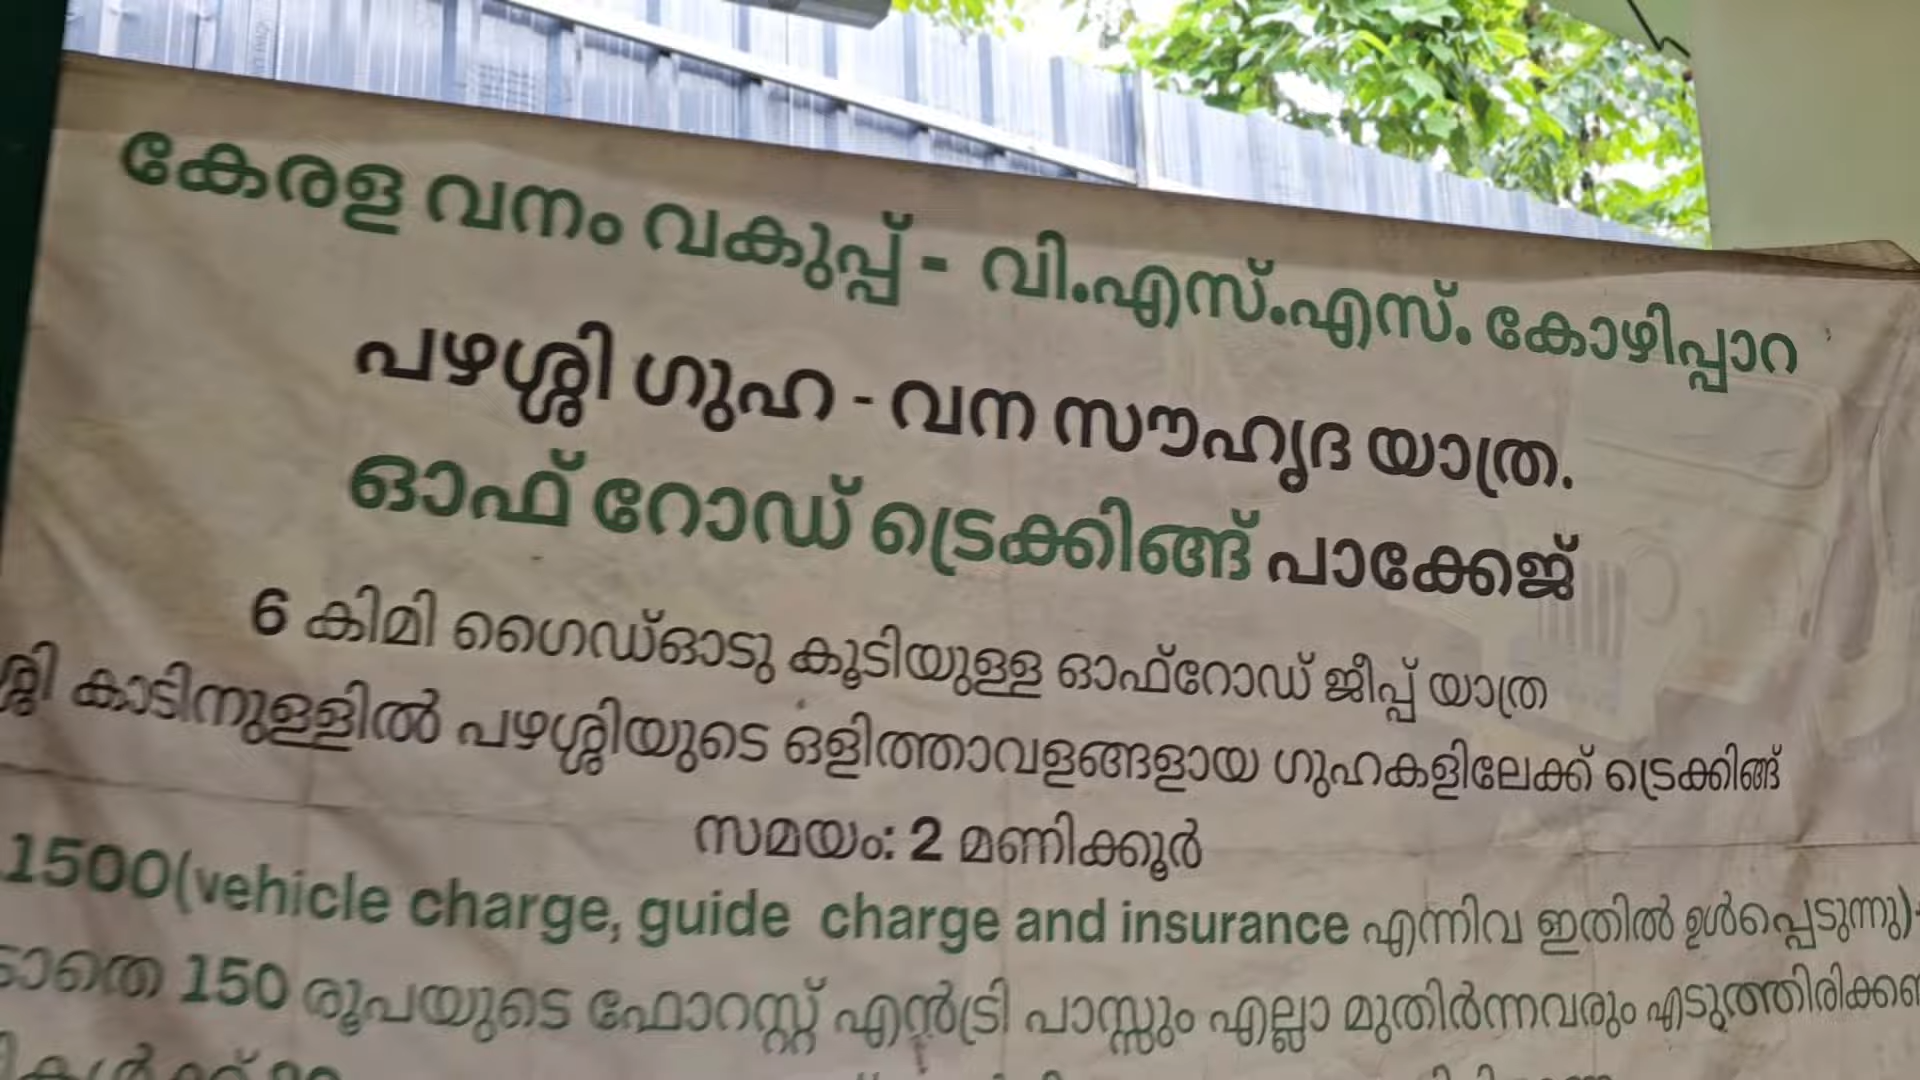 കേരള വനം വകുപ്പ് - വി.എസ്.എസ്. കോഴിപ്പാറ
പഴശ്ശി ഗുഹ - വന സൗഹൃദ യാത്ര.
ഓഫ് റോഡ് ട്രെക്കിങ്ങ് പാക്കേജ്
6 കിമി ഗൈഡ്ഓടു കൂടിയുള്ള ഓഫ്റോഡ് ജീപ്പ് യാത്ര
കാടിന്നുള്ളിൽ പഴശ്ശിയുടെ ഒളിത്താവളങ്ങളായ ഗുഹകളിലേക്ക് ട്രെക്കിങ്ങ്
സമയം: 2 മണിക്കൂർ
1500(vehicle charge, guide charge and insurance എന്നിവ ഇതിൽ ഉൾപ്പെടുന്നു)
150 രൂപയുടെ ഫോറസ്റ്റ് എൻട്രി പാസ്സും എല്ലാ മുതിർന്നവരും